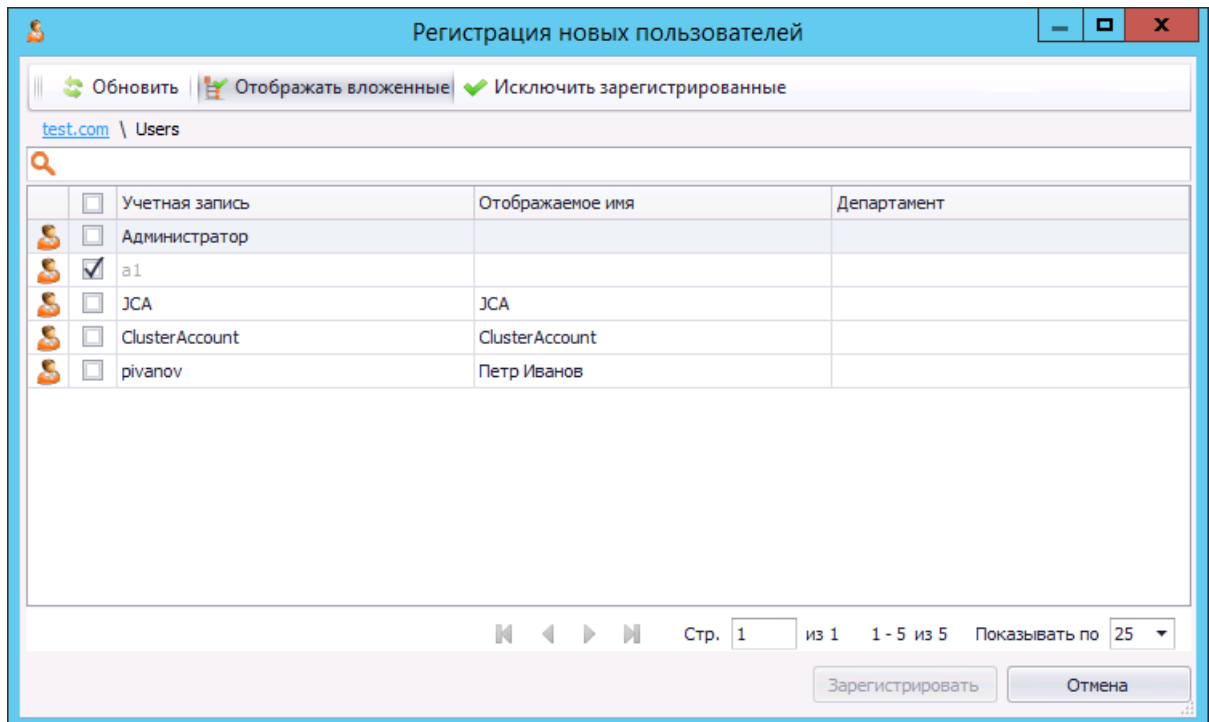 Регистрация новых пользователей
Обновить Отображать вложенные Исключить зарегистрированные
test.com \ Users
Учетная запись Отображаемое имя Департамент
Администратор
a1
JCA JCA
ClusterAccount ClusterAccount
pivanov Петр Иванов
Стр. 1 из 1 1 - 5 из 5 Показывать по 25
Зарегистрировать Отмена